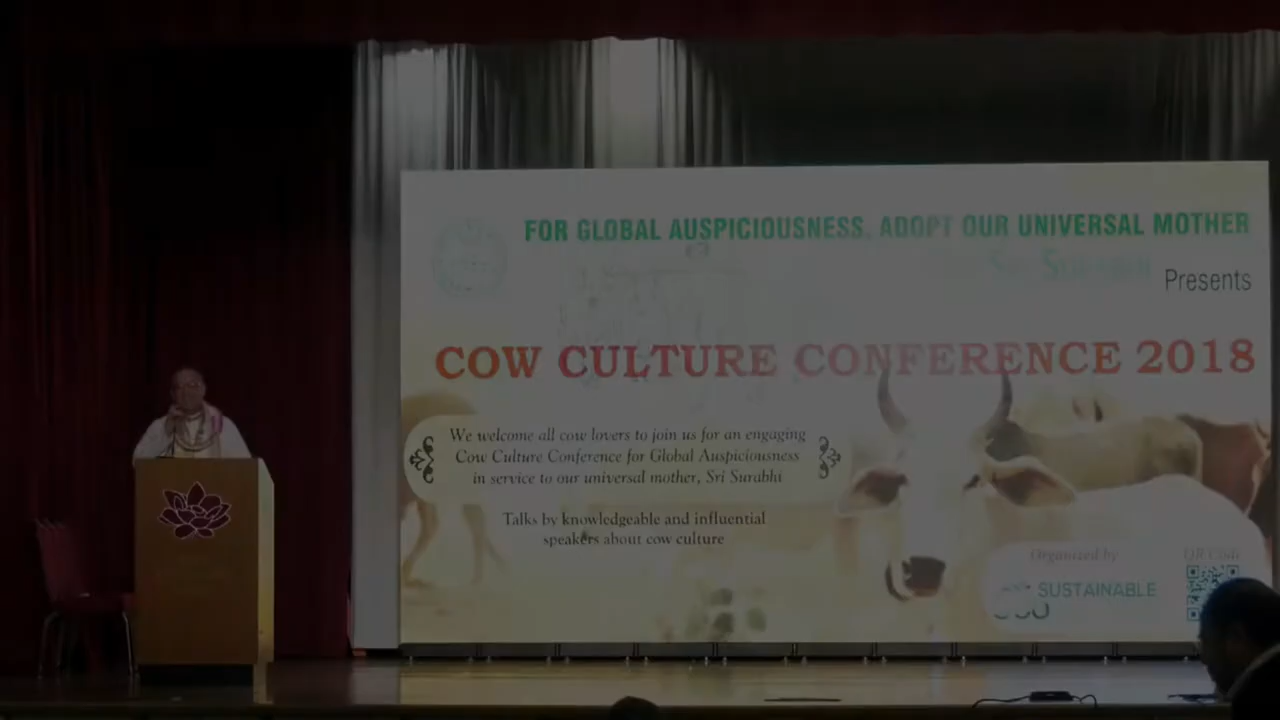 FOR GLOBAL AUSPICIOUSNESS, ADOPT OUR UNIVERSAL MOTHER
Presents
COW CULTURE CONFERENCE 2018
We welcome all cow lovers to join us for an engaging
Cow Culture Conference for Global Auspiciousness
in service to our universal mother, Sri Surabhi
Talks by knowledgeable and influential
speakers about cow culture
Organized by
QR Code
SUSTAINABLE